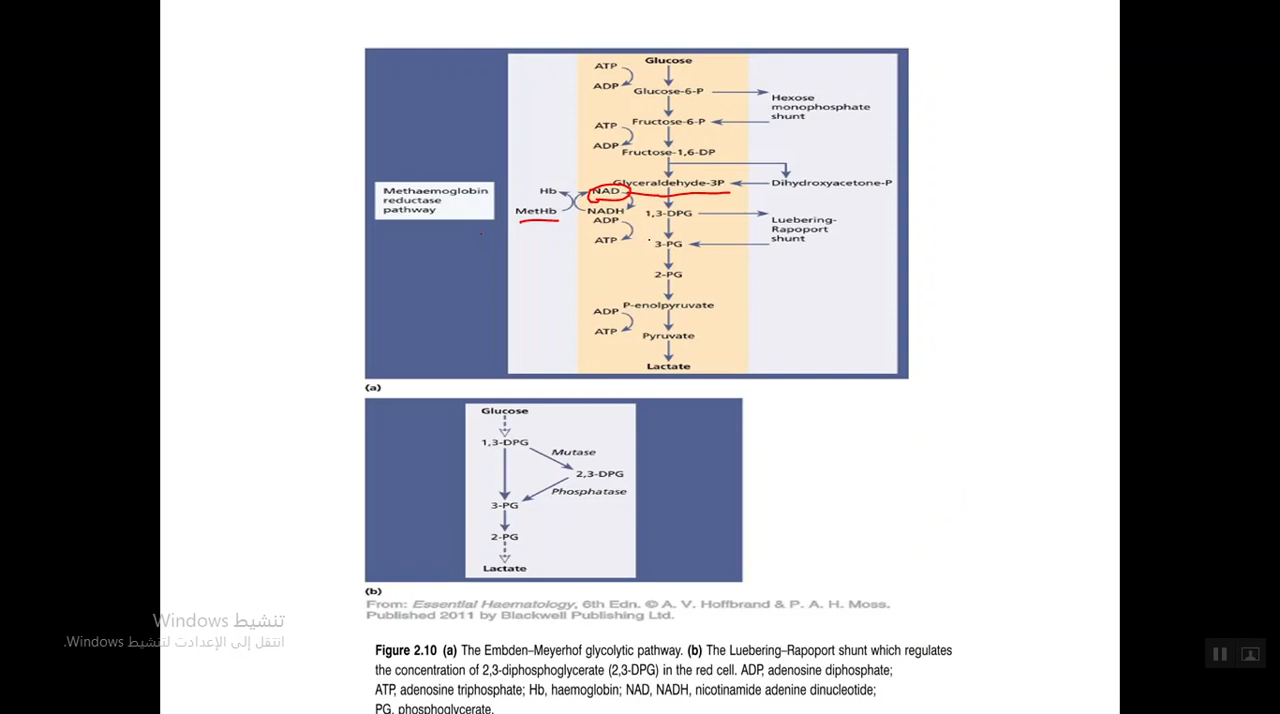 Glucose
ATP
ADP
Glucose-6-P
Hexose
monophosphate
shunt
ATP
Fructose-6-P
ADP
Fructose-1,6-DP
Methaemoglobin
reductase
pathway
Hb
NAD
Glyceraldehyde-3P
Dihydroxyacetone-P
MetHb
NADH
1,3-DPG
Luebering-
Rapoport
shunt
ADP
ATP
3-PG
2-PG
P-enolpyruvate
ADP
ATP
Pyruvate
Lactate
(a)
Glucose
1,3-DPG
Mutase
2,3-DPG
Phosphatase
3-PG
2-PG
Lactate
(b)
From: Essential Haematology, 6th Edn. © A. V. Hoffbrand & P. A. H. Moss.
Published 2011 by Blackwell Publishing Ltd.
تنشيط Windows
انتقل إلى الإعدادت لتنشيط Windows.
Figure 2.10 (a) The Embden–Meyerhof glycolytic pathway. (b) The Luebering–Rapoport shunt which regulates
the concentration of 2,3-diphosphoglycerate (2,3-DPG) in the red cell. ADP, adenosine diphosphate;
ATP, adenosine triphosphate; Hb, haemoglobin; NAD, NADH, nicotinamide adenine dinucleotide;
PG, phosphoglycerate.